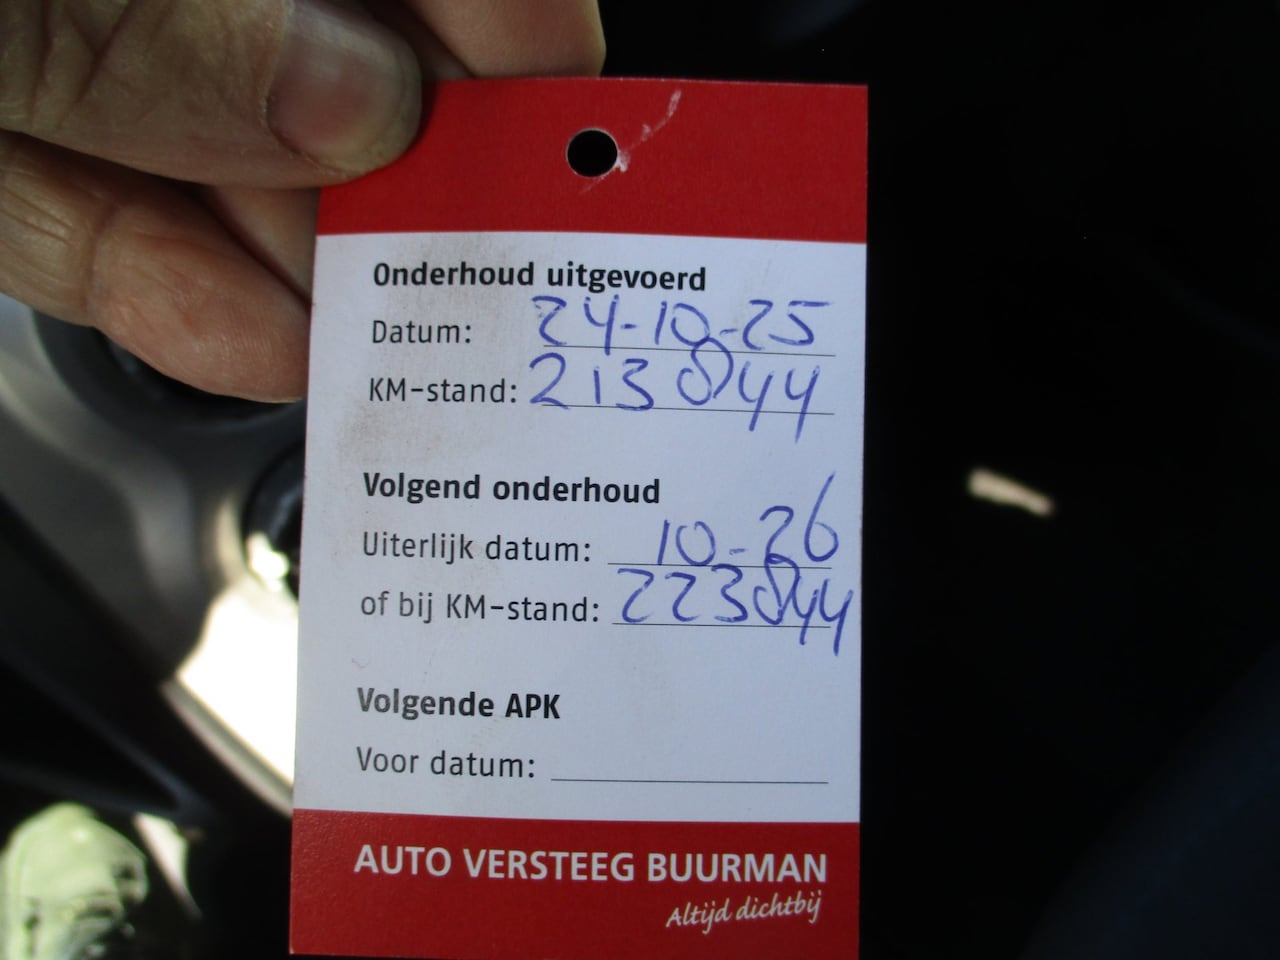 Onderhoud uitgevoerd
Datum: 24-10-25
KM-stand: 213844
Volgend onderhoud
Uiterlijk datum: 10-26
of bij KM-stand: 223844
Volgende APK
Voor datum:
AUTO VERSTEEG BUURMAN
Altijd dichtbij